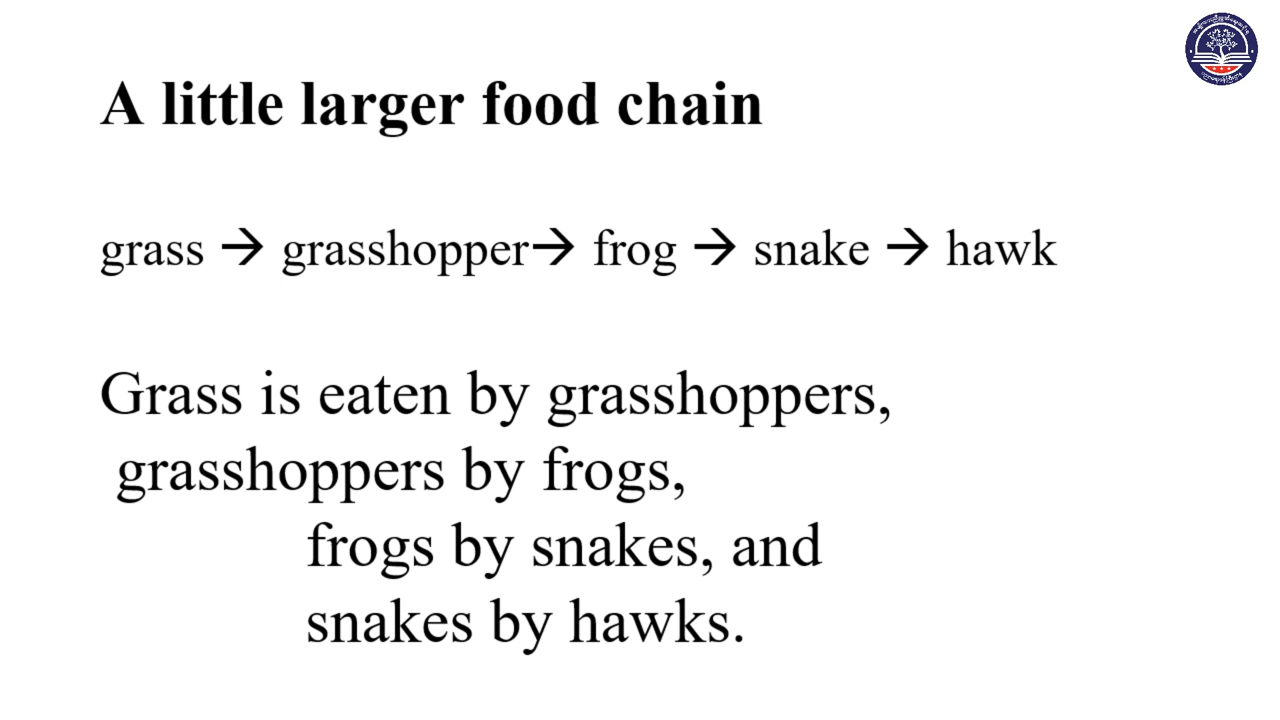 A little larger food chain
grass → grasshopper→ frog → snake → hawk
Grass is eaten by grasshoppers,
grasshoppers by frogs,
frogs by snakes, and
snakes by hawks.